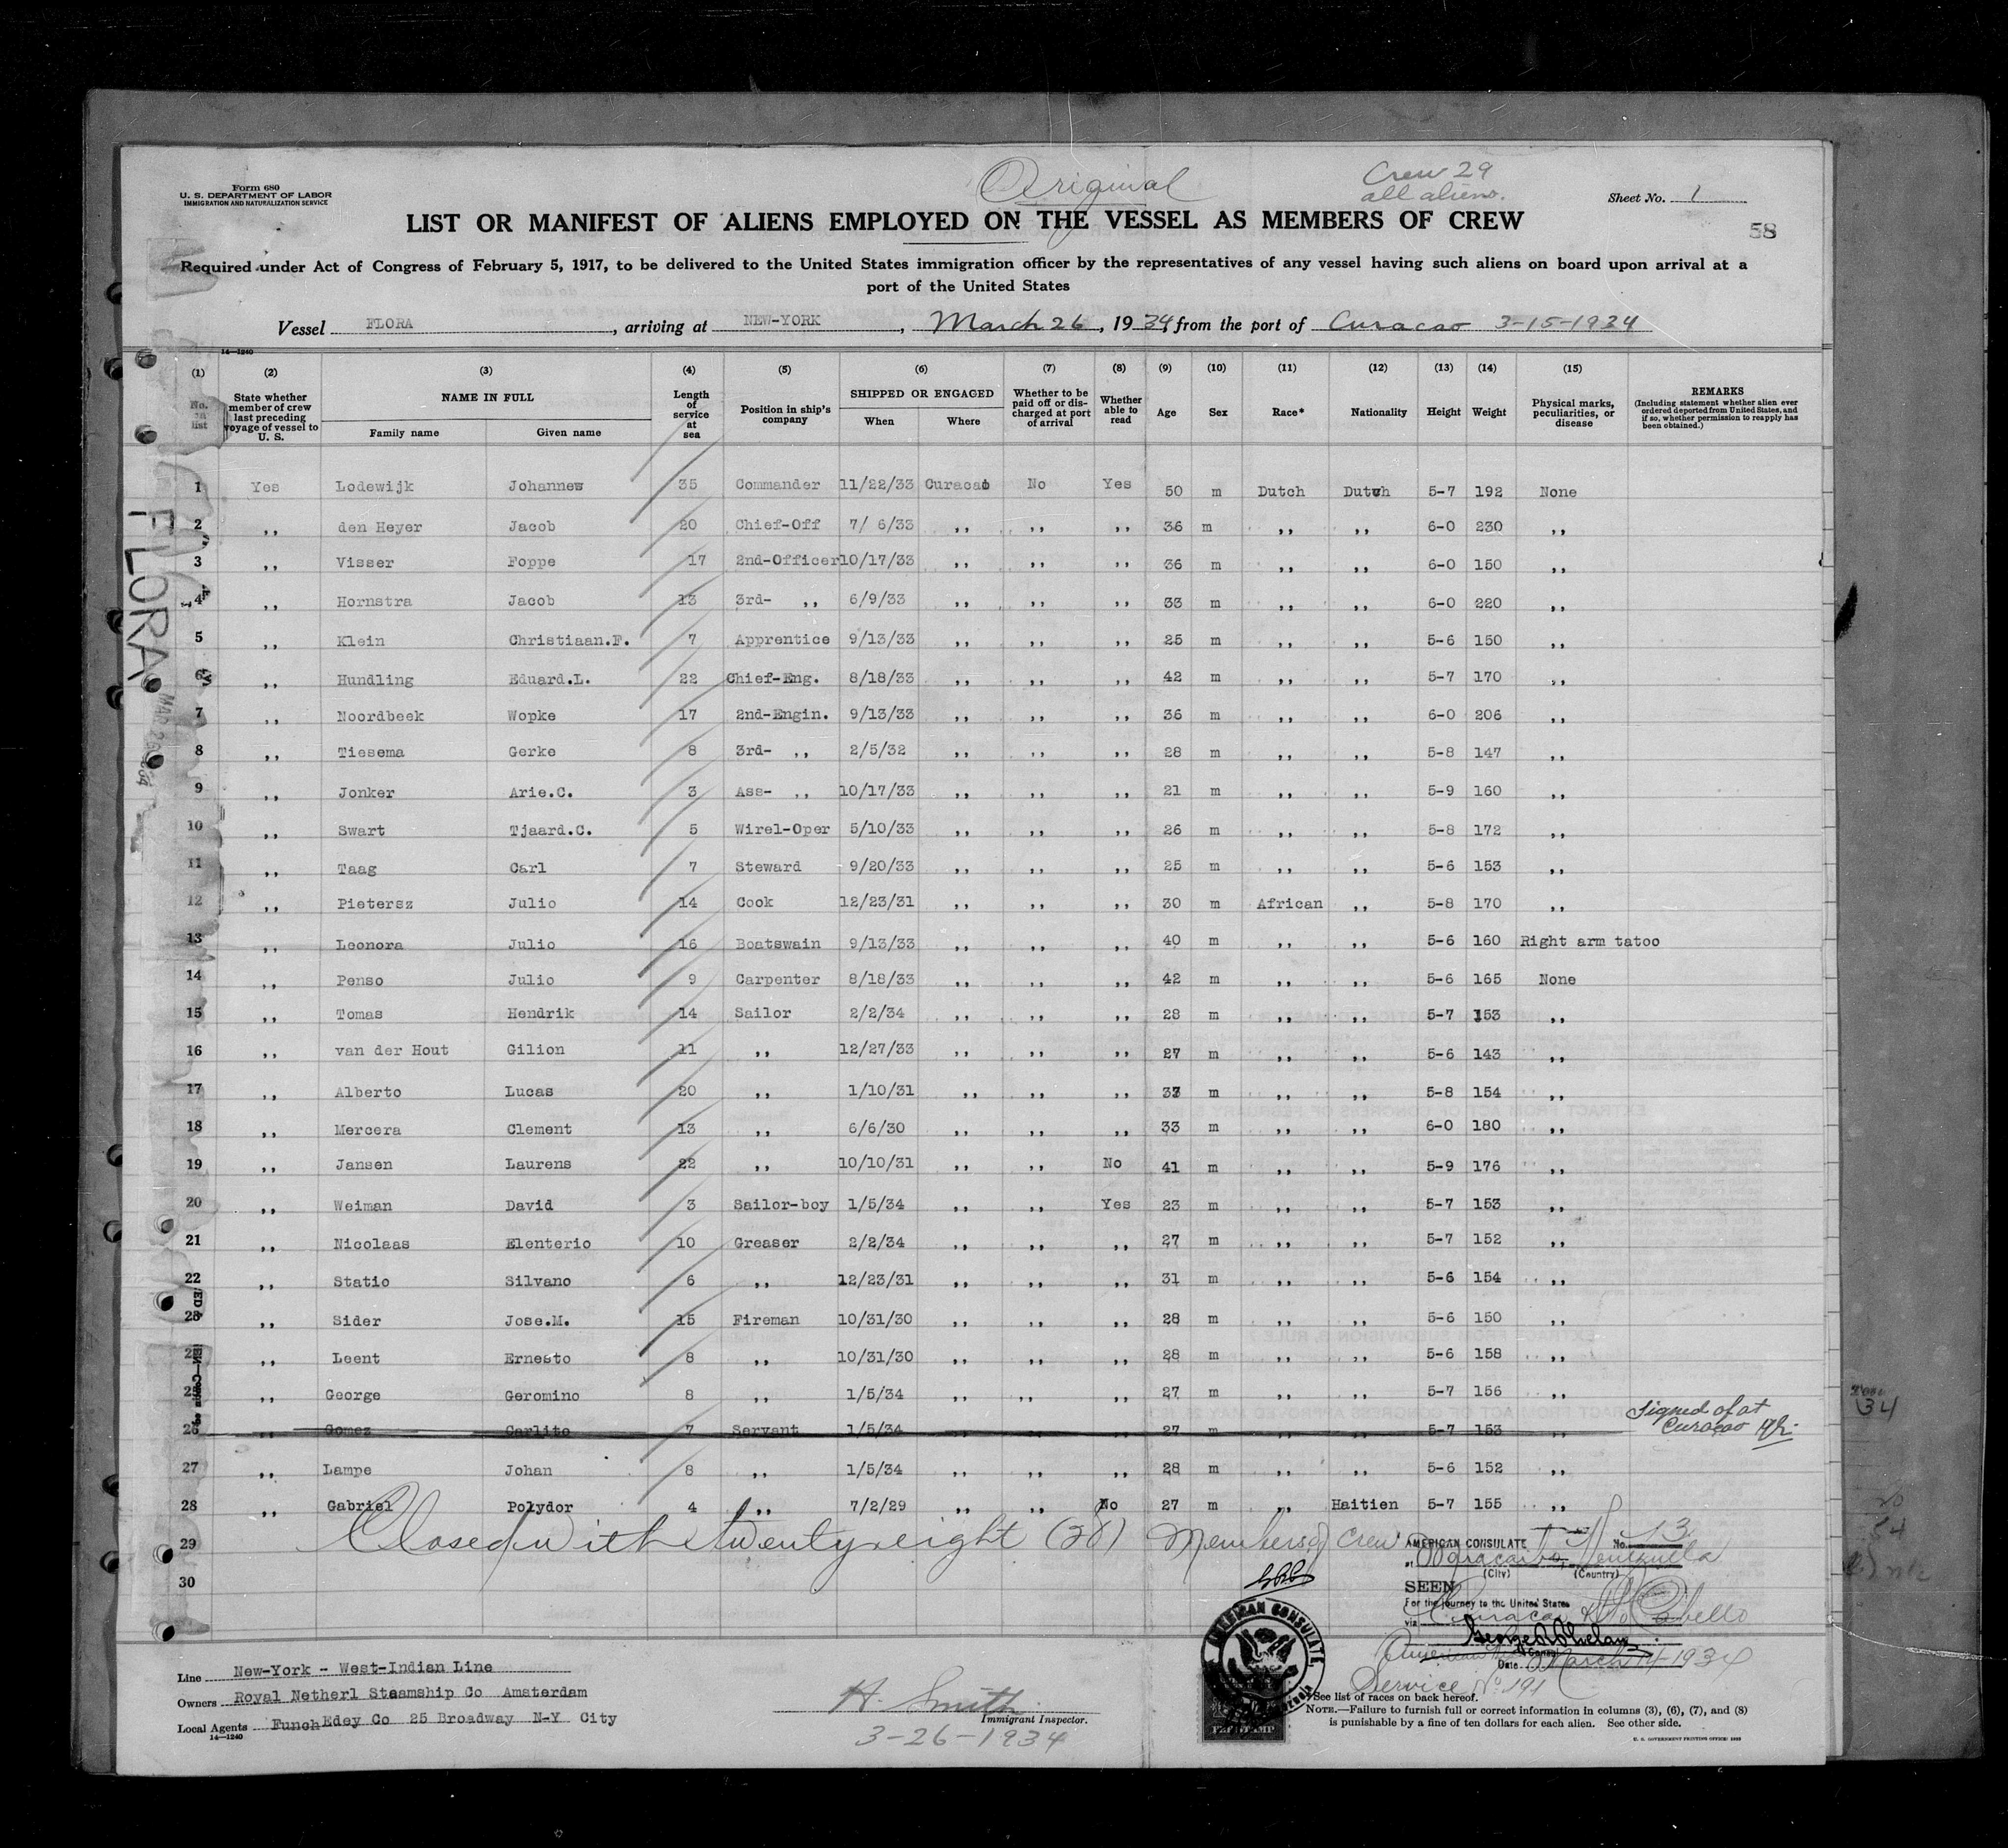 Original
Crew 29
all aliens.
Form 680
U. S. DEPARTMENT OF LABOR
IMMIGRATION AND NATURALIZATION SERVICE
Sheet No. 1
LIST OR MANIFEST OF ALIENS EMPLOYED ON THE VESSEL AS MEMBERS OF CREW
58
Required under Act of Congress of February 5, 1917, to be delivered to the United States immigration officer by the representatives of any vessel having such aliens on board upon arrival at a
port of the United States
Vessel FLORA, arriving at NEW-YORK, March 26, 1934, from the port of Curacao 3-15-1934
14—1240
(1) (2) (3) (4) (5) (6) (7) (8) (9) (10) (11) (12) (13) (14) (15)
No. on list
State whether member of crew last preceding voyage of vessel to U. S.
NAME IN FULL
Family name Given name
Length of service at sea
Position in ship's company
SHIPPED OR ENGAGED
When Where
Whether to be paid off or discharged at port of arrival
Whether able to read
Age Sex Race* Nationality Height Weight
Physical marks, peculiarities, or disease
REMARKS
(Including statement whether alien ever ordered deported from United States, and if so, whether permission to reapply has been obtained.)
1 Yes Lodewijk Johannes 35 Commander 11/22/33 Curacao No Yes 50 m Dutch Dutch 5-7 192 None
2 ,, den Heyer Jacob 20 Chief-Off 7/ 6/33 ,, ,, ,, 36 m ,, ,, 6-0 230 ,,
3 ,, Visser Foppe 17 2nd-Officer 10/17/33 ,, ,, ,, 36 m ,, ,, 6-0 150 ,,
4 ,, Hornstra Jacob 13 3rd- ,, 6/9/33 ,, ,, ,, 33 m ,, ,, 6-0 220 ,,
5 ,, Klein Christiaan.F. 7 Apprentice 9/13/33 ,, ,, ,, 25 m ,, ,, 5-6 150 ,,
6 ,, Hundling Eduard.L. 22 Chief-Eng. 8/18/33 ,, ,, ,, 42 m ,, ,, 5-7 170 ,,
7 ,, Noordbeek Wopke 17 2nd-Engin. 9/13/33 ,, ,, ,, 36 m ,, ,, 6-0 206 ,,
8 ,, Tiesema Gerke 8 3rd- ,, 2/5/32 ,, ,, ,, 28 m ,, ,, 5-8 147 ,,
9 ,, Jonker Arie.C. 3 Ass- ,, 10/17/33 ,, ,, ,, 21 m ,, ,, 5-9 160 ,,
10 ,, Swart Tjaard.C. 5 Wirel-Oper 5/10/33 ,, ,, ,, 26 m ,, ,, 5-8 172 ,,
11 ,, Taag Carl 7 Steward 9/20/33 ,, ,, ,, 25 m ,, ,, 5-6 153 ,,
12 ,, Pietersz Julio 14 Cook 12/23/31 ,, ,, ,, 30 m African ,, 5-8 170 ,,
13 ,, Leonora Julio 16 Boatswain 9/13/33 ,, ,, ,, 40 m ,, ,, 5-6 160 Right arm tatoo
14 ,, Penso Julio 9 Carpenter 8/18/33 ,, ,, ,, 42 m ,, ,, 5-6 165 None
15 ,, Tomas Hendrik 14 Sailor 2/2/34 ,, ,, ,, 28 m ,, ,, 5-7 153 ,,
16 ,, van der Hout Gilion 11 ,, 12/27/33 ,, ,, ,, 27 m ,, ,, 5-6 143 ,,
17 ,, Alberto Lucas 20 ,, 1/10/31 ,, ,, ,, 37 m ,, ,, 5-8 154 ,,
18 ,, Mercera Clement 13 ,, 6/6/30 ,, ,, ,, 33 m ,, ,, 6-0 180 ,,
19 ,, Jansen Laurens 22 ,, 10/10/31 ,, ,, No 41 m ,, ,, 5-9 176 ,,
20 ,, Weiman David 3 Sailor-boy 1/5/34 ,, ,, Yes 23 m ,, ,, 5-7 153 ,,
21 ,, Nicolaas Elenterio 10 Greaser 2/2/34 ,, ,, ,, 27 m ,, ,, 5-7 152 ,,
22 ,, Statio Silvano 6 ,, 12/23/31 ,, ,, ,, 31 m ,, ,, 5-6 154 ,,
23 ,, Sider Jose.M. 15 Fireman 10/31/30 ,, ,, ,, 28 m ,, ,, 5-6 150 ,,
24 ,, Leent Ernesto 8 ,, 10/31/30 ,, ,, ,, 28 m ,, ,, 5-6 158 ,,
25 ,, George Geromino 8 ,, 1/5/34 ,, ,, ,, 27 m ,, ,, 5-7 156 ,,
26 ,, Gomez Carlito 7 Servant 1/5/34 ,, ,, ,, 27 m ,, ,, 5-7 153 ,, Signed of at Curacao
27 ,, Lampe Johan 8 ,, 1/5/34 ,, ,, ,, 28 m ,, ,, 5-6 152 ,,
28 ,, Gabriel Polydor 4 ,, 7/2/29 ,, ,, No 27 m ,, Haitien 5-7 155 ,,
29 Closed with twenty eight (28) Members of crew
30
FLORA
AMERICAN CONSULATE No. 13
at Maracaibo, Venezuela
(City) (Country)
SEEN
For the journey to the United States
via Curacao & Pto Cabello
George R Phelan
American Consul
Date March 1934
Service No. 191
AMERICAN CONSULATE
FEE STAMP
Line New-York - West-Indian Line
Owners Royal Netherl Steamship Co Amsterdam
Local Agents Funch Edey Co 25 Broadway N-Y City
14—1240
H. Smith
Immigrant Inspector.
3-26-1934
*See list of races on back hereof.
NOTE.—Failure to furnish full or correct information in columns (3), (6), (7), and (8)
is punishable by a fine of ten dollars for each alien. See other side.
U. S. GOVERNMENT PRINTING OFFICE: 1933
34